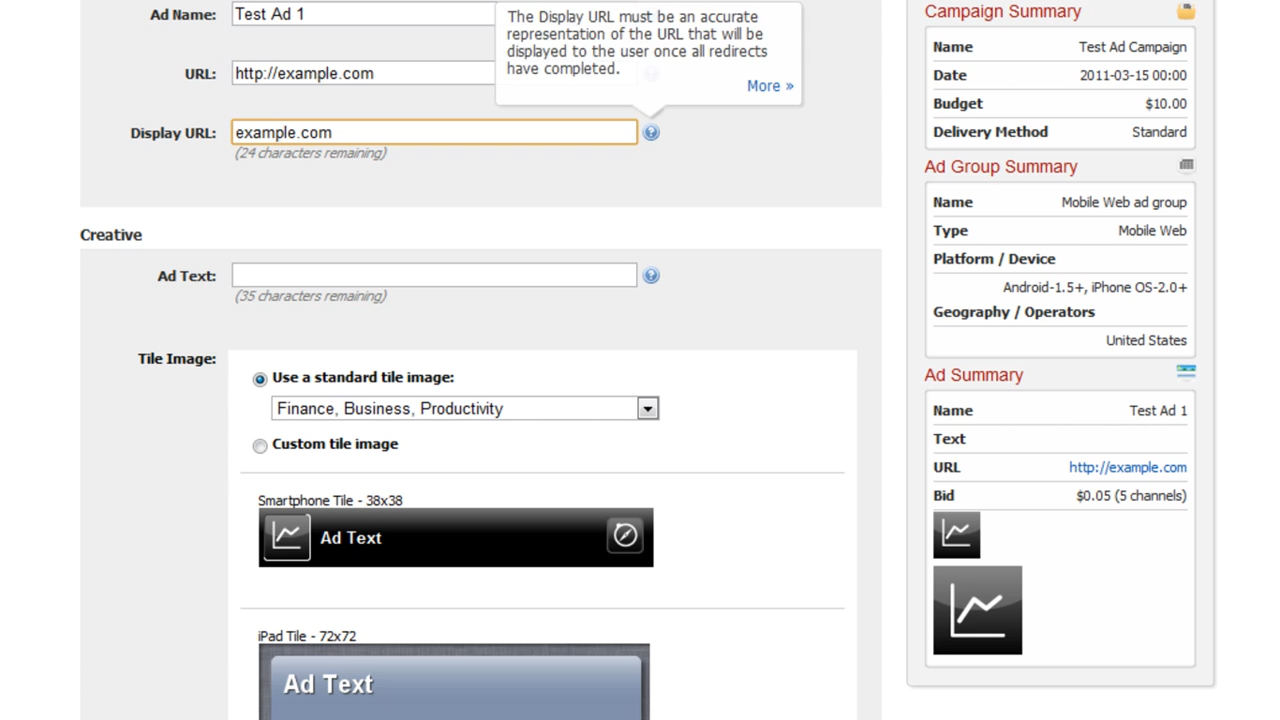 Ad Name:
Test Ad 1
The Display URL must be an accurate
representation of the URL that will be
displayed to the user once all redirects
have completed.
More »
URL:
http://example.com
Display URL:
example.com
(24 characters remaining)
Creative
Ad Text:
(35 characters remaining)
Tile Image:
Use a standard tile image:
Finance, Business, Productivity
Custom tile image
Smartphone Tile - 38x38
Ad Text
iPad Tile - 72x72
Ad Text
Campaign Summary
Name Test Ad Campaign
Date 2011-03-15 00:00
Budget $10.00
Delivery Method Standard
Ad Group Summary
Name Mobile Web ad group
Type Mobile Web
Platform / Device
Android-1.5+, iPhone OS-2.0+
Geography / Operators
United States
Ad Summary
Name Test Ad 1
Text
URL http://example.com
Bid $0.05 (5 channels)